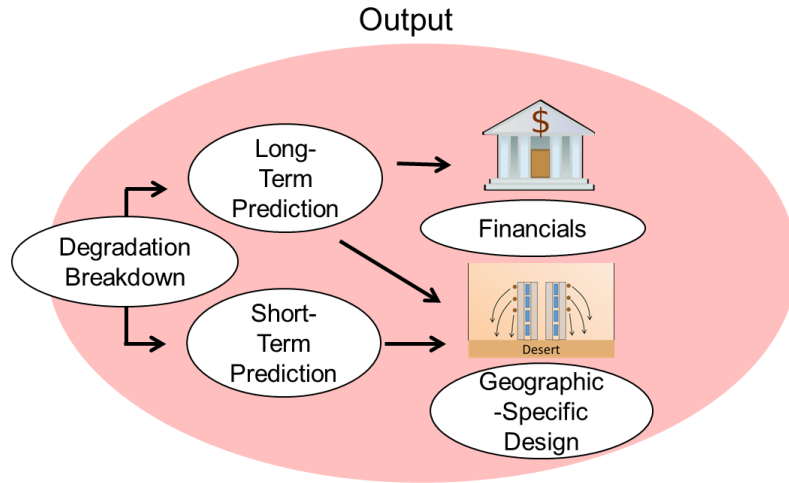 Output
Long-
Term
Prediction
$
Financials
Degradation
Breakdown
Short-
Term
Prediction
Desert
Geographic
-Specific
Design